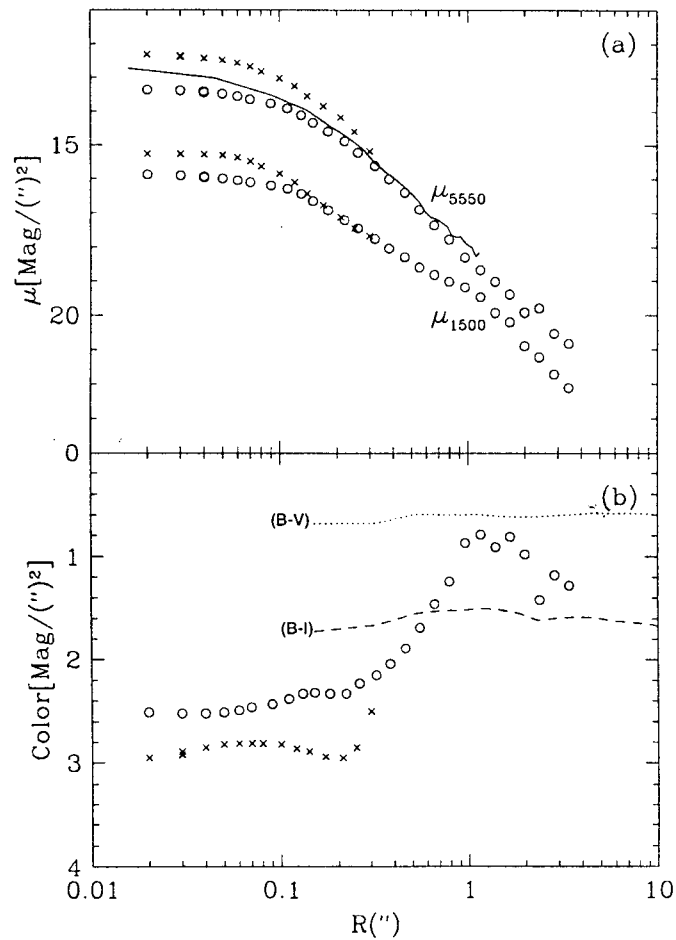 (a)
15
μ[Mag/(″)²]
μ5550
20
μ1500
0
(b)
(B-V)
1
(B-I)
2
Color[Mag/(″)²]
3
4
0.01 0.1 1 10
R(″)